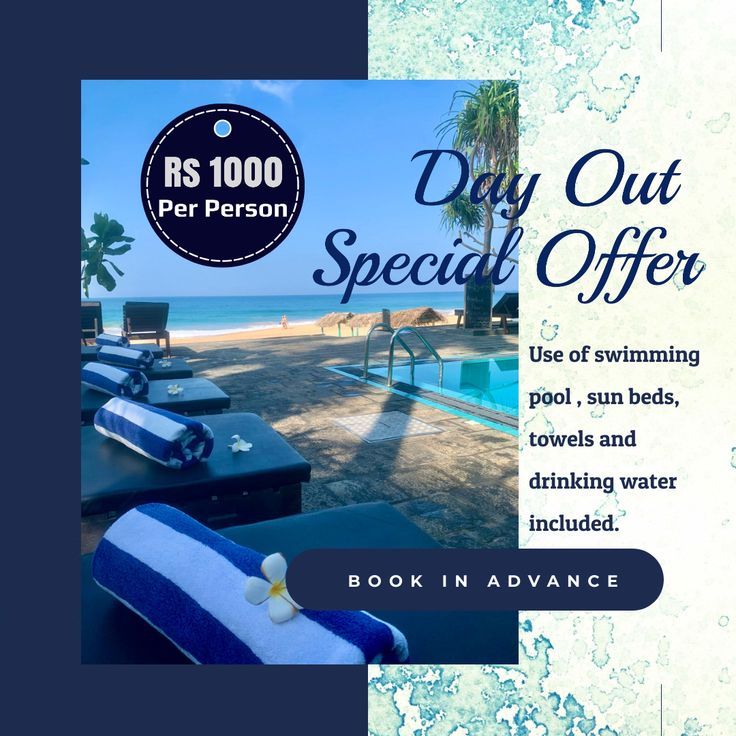 RS 1000
Per Person
Day Out
Special Offer
Use of swimming
pool , sun beds,
towels and
drinking water
included.
BOOK IN ADVANCE